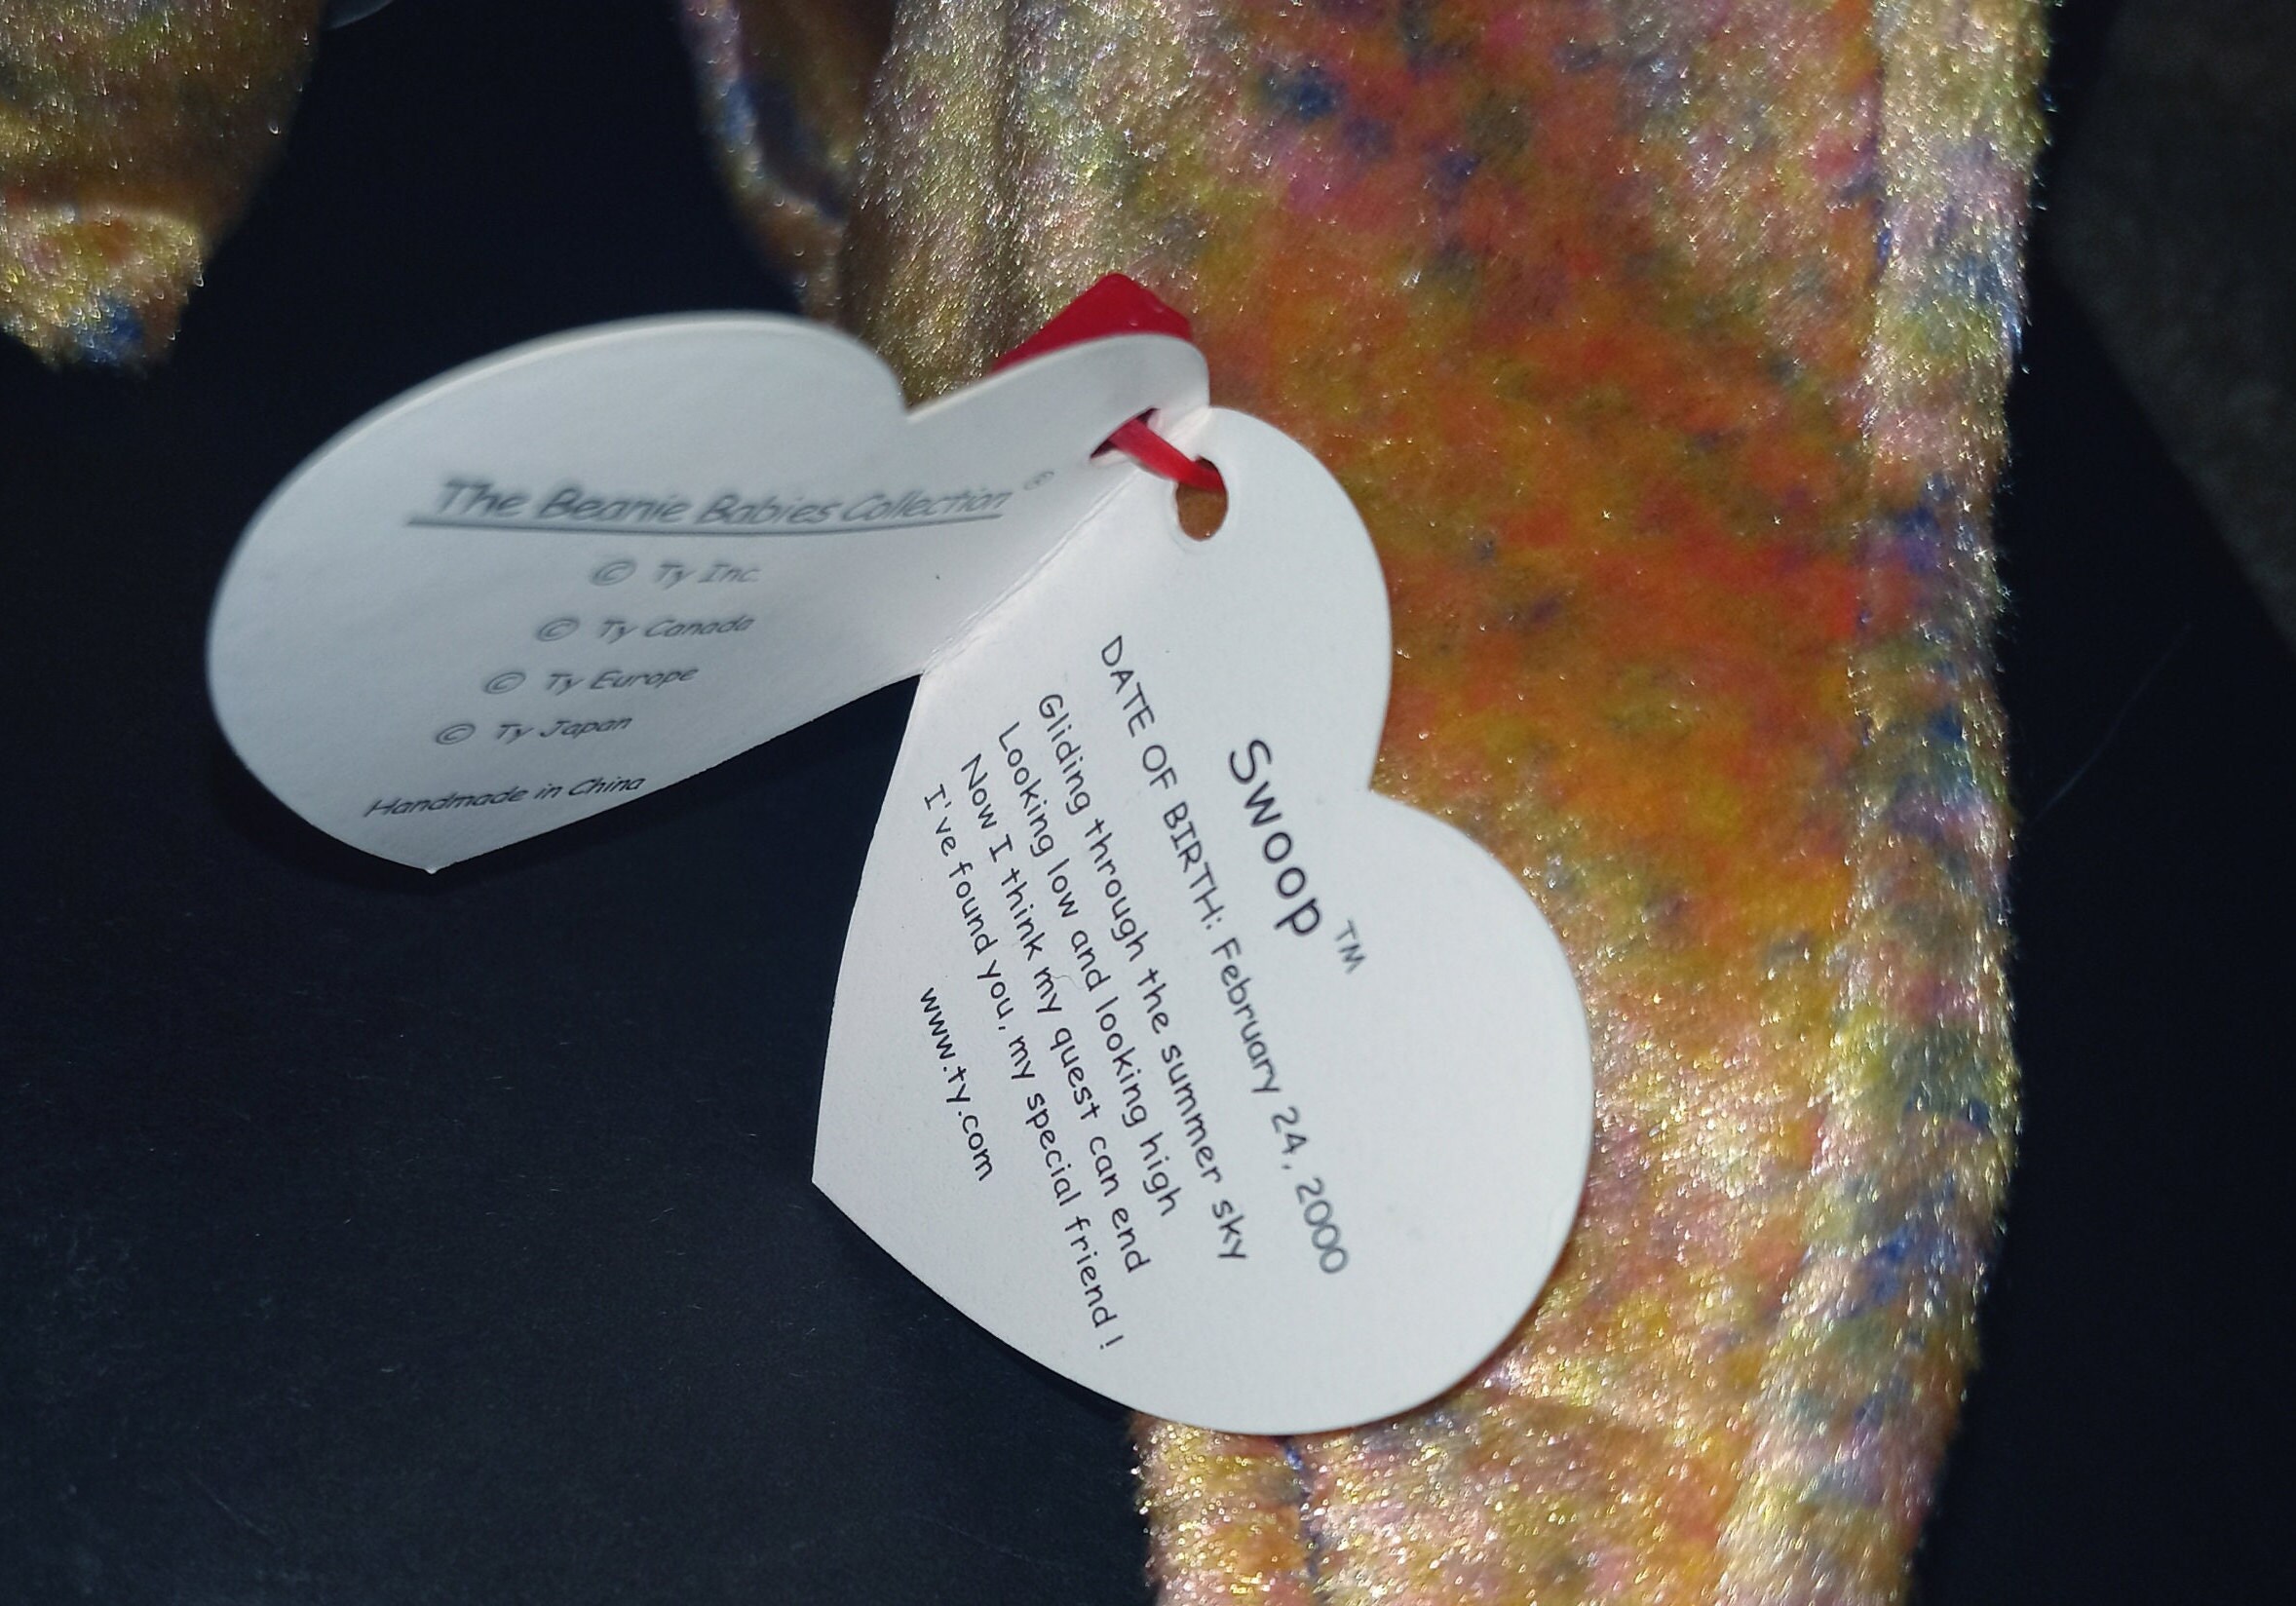 The Beanie Babies Collection®
© Ty Inc.
© Ty Canada
© Ty Europe
© Ty Japan
Handmade in China
Swoop ™
DATE OF BIRTH: February 24, 2000
Gliding through the summer sky
Looking low and looking high
Now I think my quest can end
I've found you, my special friend!
www.ty.com